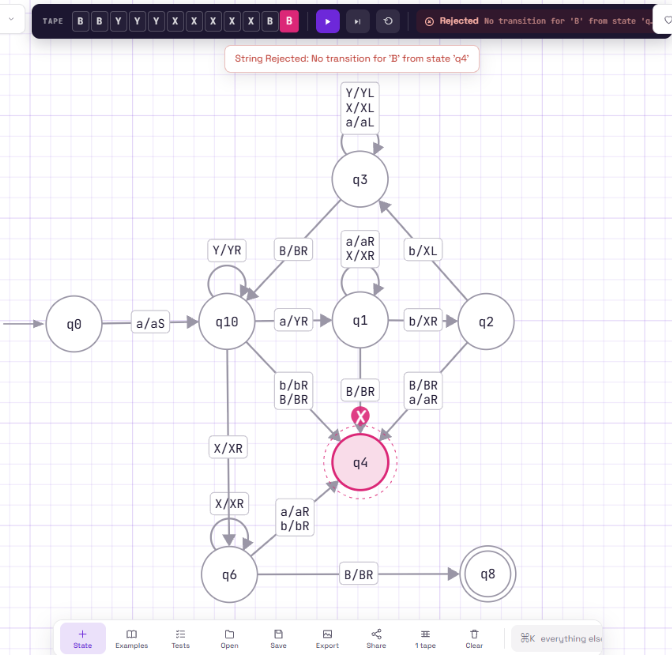 TAPE B B Y Y Y X X X X X B B Rejected No transition for 'B' from state 'q
String Rejected: No transition for 'B' from state 'q4'
Y/YL
X/XL
a/aL
q3
Y/YR
B/BR
a/aR
X/XR
b/XL
q0
a/aS
q10
a/YR
q1
b/XR
q2
b/bR
B/BR
B/BR
B/BR
a/aR
X
q4
X/XR
X/XR
a/aR
b/bR
q6
B/BR
q8
State Examples Tests Open Save Export Share 1 tape Clear ⌘K everything else